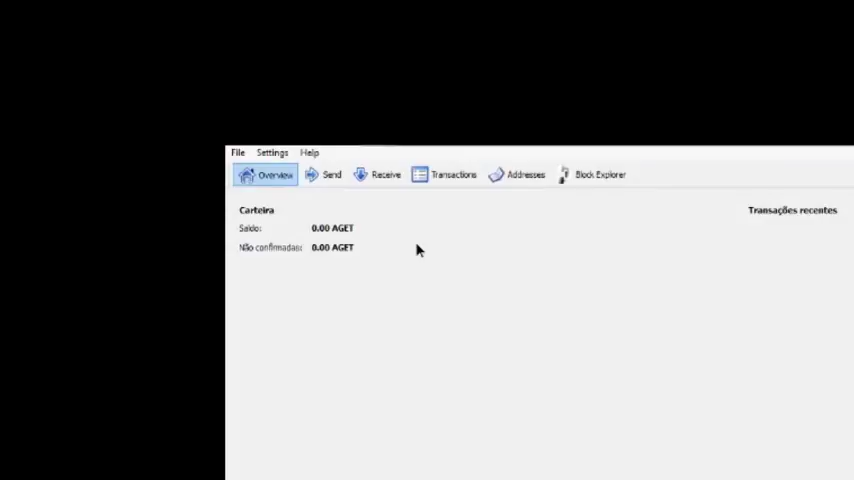 File Settings Help
Overview Send Receive Transactions Addresses Block Explorer
Carteira Transações recentes
Saldo: 0.00 AGET
Não confirmadas: 0.00 AGET